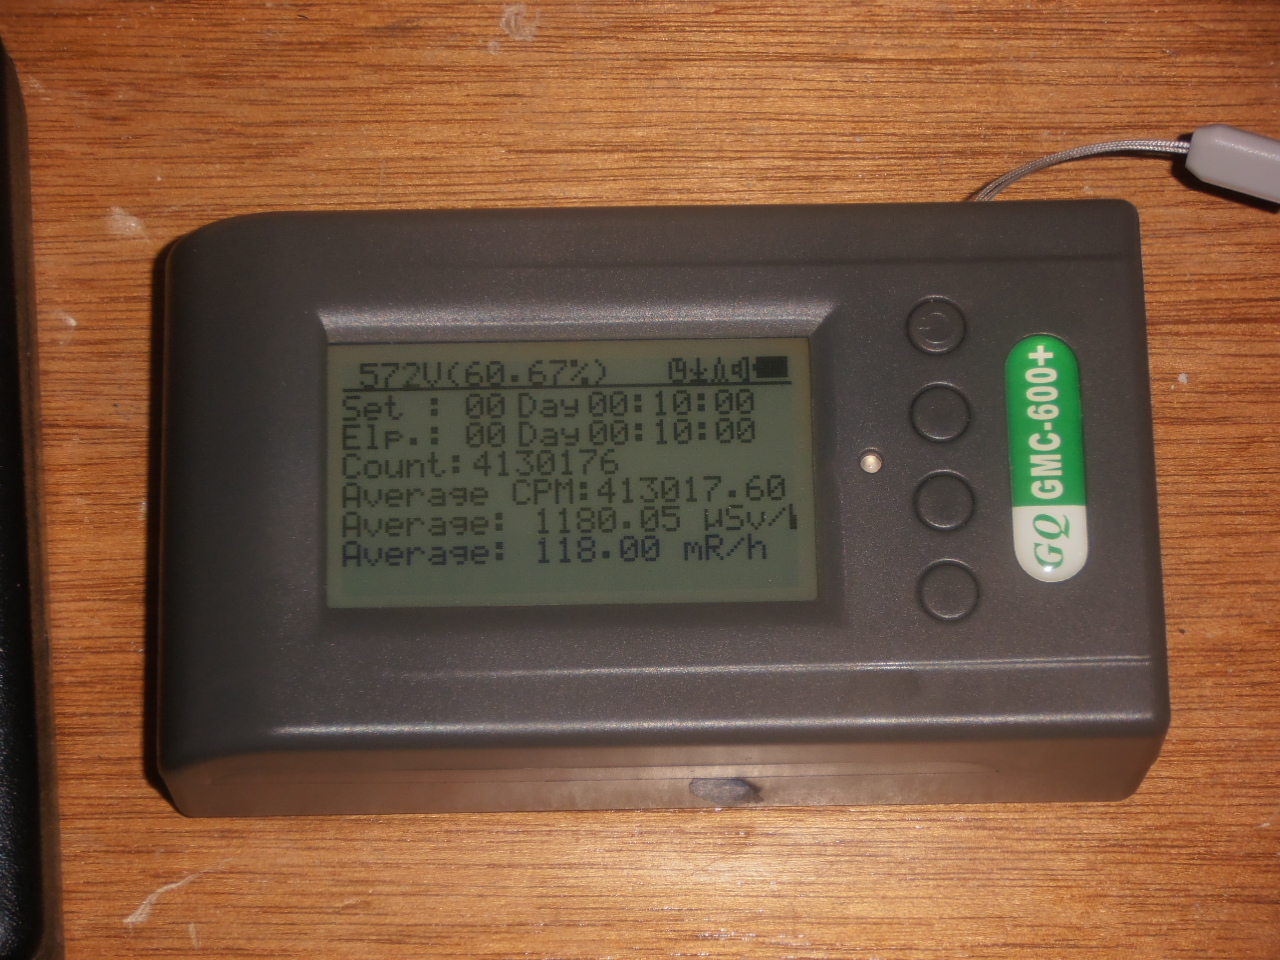 572V(60.67%)
Set : 00 Day 00:10:00
Elp.: 00 Day 00:10:00
Count: 4130176
Average CPM:413017.60
Average: 1180.05 µSv/h
Average: 118.00 mR/h
GQ GMC-600+